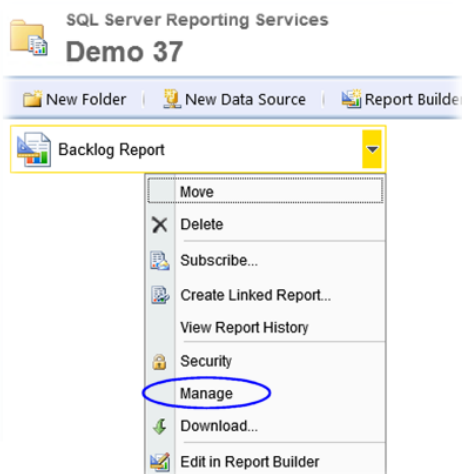 SQL Server Reporting Services
Demo 37
New Folder New Data Source Report Builde
Backlog Report
Move
Delete
Subscribe...
Create Linked Report...
View Report History
Security
Manage
Download...
Edit in Report Builder